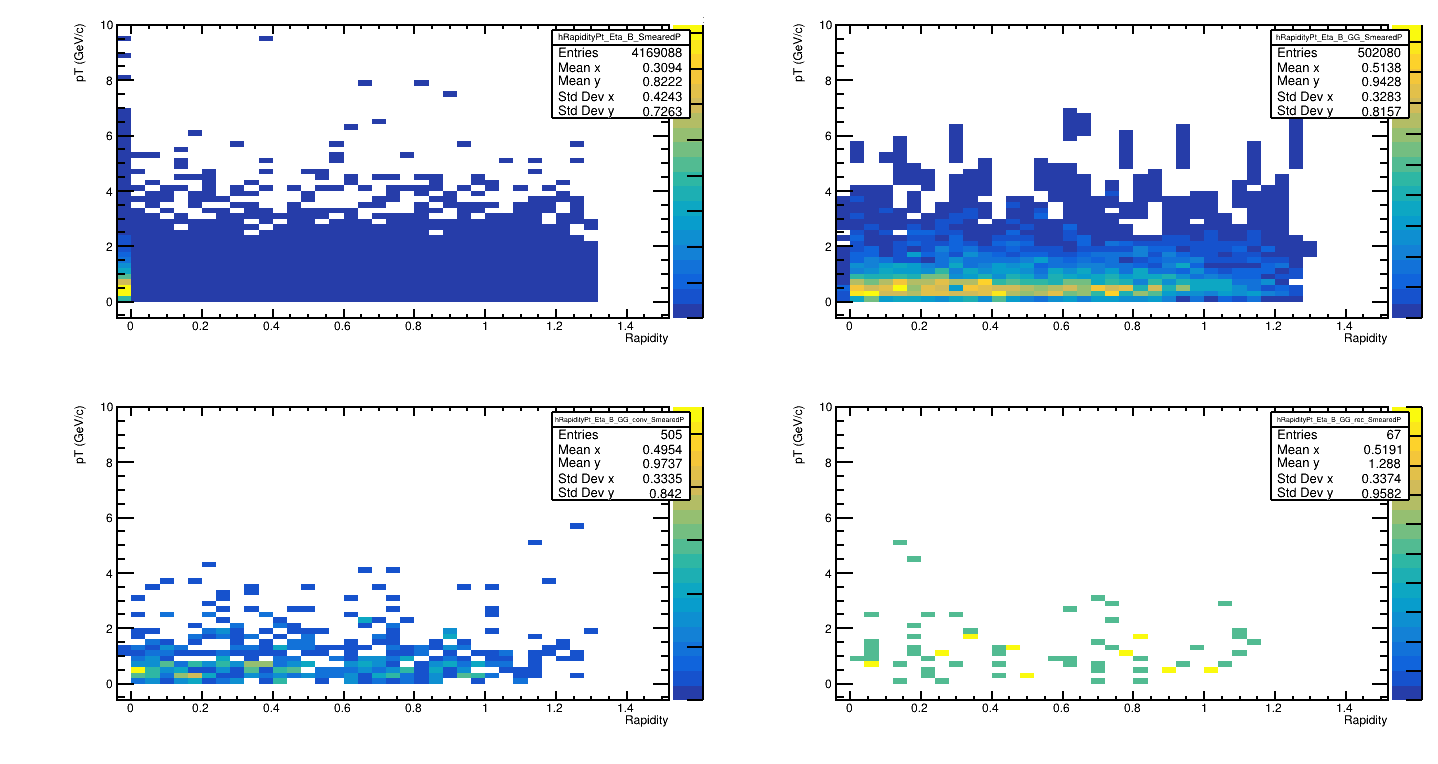 hRapidityPt_Eta_B_SmearedP
Entries 4169088
Mean x 0.3094
Mean y 0.8222
Std Dev x 0.4243
Std Dev y 0.7263
pT (GeV/c)
10
8
6
4
2
0
0 0.2 0.4 0.6 0.8 1 1.2 1.4
Rapidity
hRapidityPt_Eta_B_GG_SmearedP
Entries 502080
Mean x 0.5138
Mean y 0.9428
Std Dev x 0.3283
Std Dev y 0.8157
pT (GeV/c)
10
8
6
4
2
0
0 0.2 0.4 0.6 0.8 1 1.2 1.4
Rapidity
hRapidityPt_Eta_B_GG_conv_SmearedP
Entries 505
Mean x 0.4954
Mean y 0.9737
Std Dev x 0.3335
Std Dev y 0.842
pT (GeV/c)
10
8
6
4
2
0
0 0.2 0.4 0.6 0.8 1 1.2 1.4
Rapidity
hRapidityPt_Eta_B_GG_rec_SmearedP
Entries 67
Mean x 0.5191
Mean y 1.288
Std Dev x 0.3374
Std Dev y 0.9582
pT (GeV/c)
10
8
6
4
2
0
0 0.2 0.4 0.6 0.8 1 1.2 1.4
Rapidity